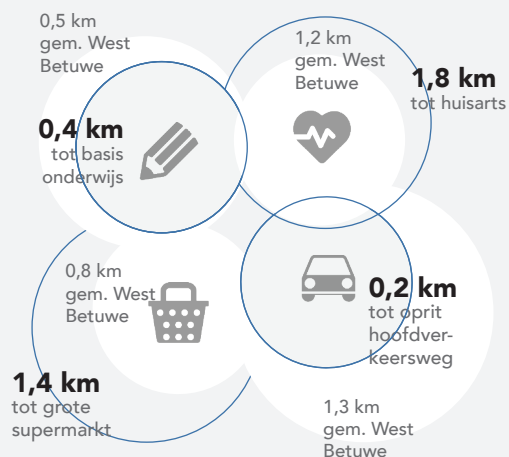 0,5 km
gem. West
Betuwe
0,4 km
tot basis
onderwijs
1,2 km
gem. West
Betuwe
1,8 km
tot huisarts
0,8 km
gem. West
Betuwe
1,4 km
tot grote
supermarkt
0,2 km
tot oprit
hoofdver-
keersweg
1,3 km
gem. West
Betuwe